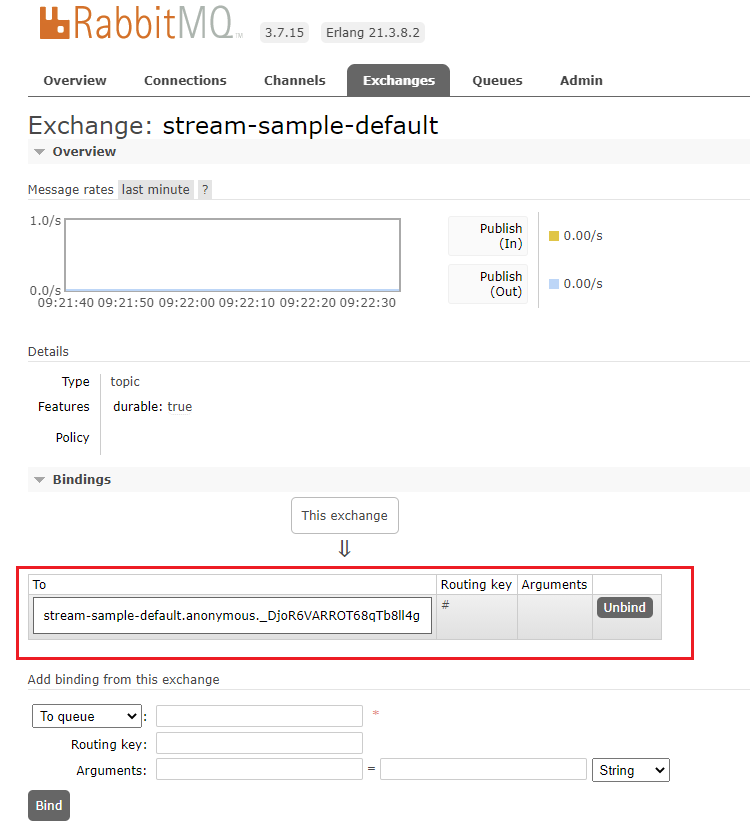 RabbitMQ TM 3.7.15 Erlang 21.3.8.2
Overview Connections Channels Exchanges Queues Admin
Exchange: stream-sample-default
Overview
Message rates last minute ?
1.0/s
0.0/s
09:21:40 09:21:50 09:22:00 09:22:10 09:22:20 09:22:30
Publish
(In)
0.00/s
Publish
(Out)
0.00/s
Details
Type topic
Features durable: true
Policy
Bindings
This exchange
⇓
To Routing key Arguments
stream-sample-default.anonymous._DjoR6VARROT68qTb8ll4g # Unbind
Add binding from this exchange
To queue : *
Routing key:
Arguments: = String
Bind